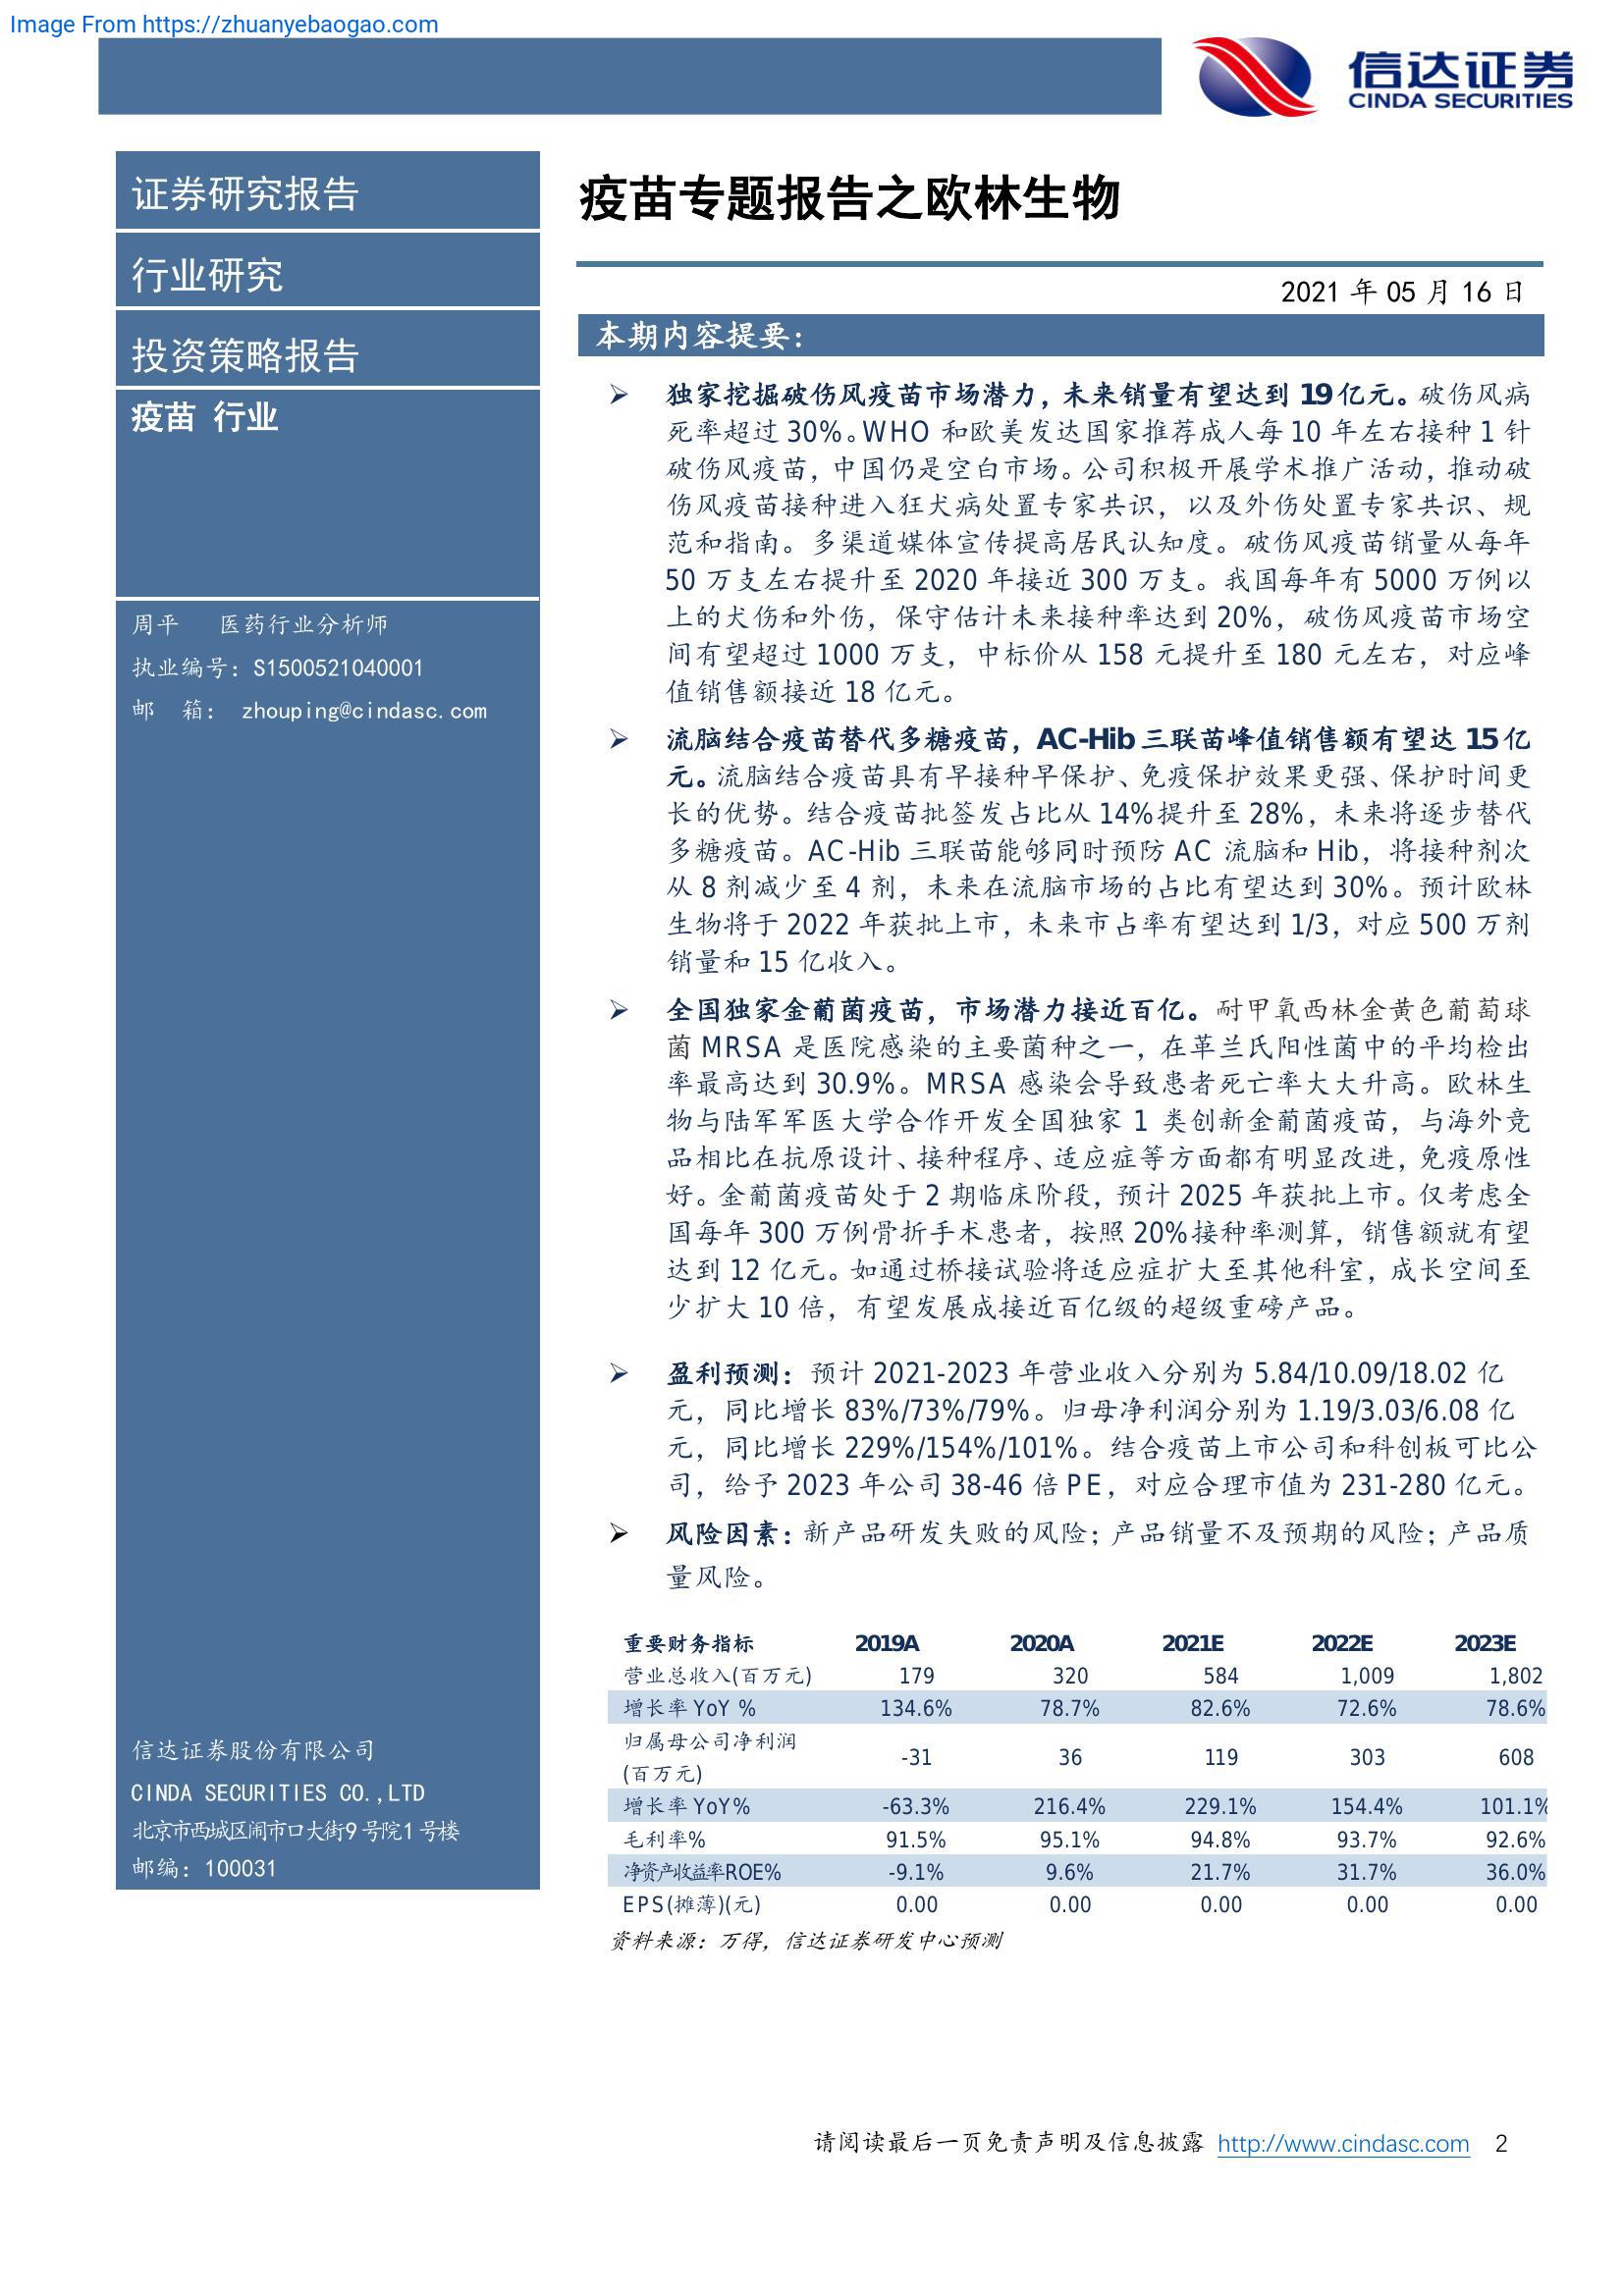 Image From https://zhuanyebaogao.com
信达证券
CINDA SECURITIES
证券研究报告
行业研究
投资策略报告
疫苗 行业
周平 医药行业分析师
执业编号：S1500521040001
邮 箱： zhouping@cindasc.com
信达证券股份有限公司
CINDA SECURITIES CO.,LTD
北京市西城区闹市口大街9号院1号楼
邮编：100031
疫苗专题报告之欧林生物
2021 年 05 月 16 日
本期内容提要：
➢ 独家挖掘破伤风疫苗市场潜力，未来销量有望达到 19 亿元。破伤风病
死率超过 30%。WHO 和欧美发达国家推荐成人每 10 年左右接种 1 针
破伤风疫苗，中国仍是空白市场。公司积极开展学术推广活动，推动破
伤风疫苗接种进入狂犬病处置专家共识，以及外伤处置专家共识、规
范和指南。多渠道媒体宣传提高居民认知度。破伤风疫苗销量从每年
50 万支左右提升至 2020 年接近 300 万支。我国每年有 5000 万例以
上的犬伤和外伤，保守估计未来接种率达到 20%，破伤风疫苗市场空
间有望超过 1000 万支，中标价从 158 元提升至 180 元左右，对应峰
值销售额接近 18 亿元。
➢ 流脑结合疫苗替代多糖疫苗，AC-Hib 三联苗峰值销售额有望达 15 亿
元。流脑结合疫苗具有早接种早保护、免疫保护效果更强、保护时间更
长的优势。结合疫苗批签发占比从 14%提升至 28%，未来将逐步替代
多糖疫苗。AC-Hib 三联苗能够同时预防 AC 流脑和 Hib，将接种剂次
从 8 剂减少至 4 剂，未来在流脑市场的占比有望达到 30%。预计欧林
生物将于 2022 年获批上市，未来市占率有望达到 1/3，对应 500 万剂
销量和 15 亿收入。
➢ 全国独家金葡菌疫苗，市场潜力接近百亿。耐甲氧西林金黄色葡萄球
菌 MRSA 是医院感染的主要菌种之一，在革兰氏阳性菌中的平均检出
率最高达到 30.9%。MRSA 感染会导致患者死亡率大大升高。欧林生
物与陆军军医大学合作开发全国独家 1 类创新金葡菌疫苗，与海外竞
品相比在抗原设计、接种程序、适应症等方面都有明显改进，免疫原性
好。金葡菌疫苗处于 2 期临床阶段，预计 2025 年获批上市。仅考虑全
国每年 300 万例骨折手术患者，按照 20%接种率测算，销售额就有望
达到 12 亿元。如通过桥接试验将适应症扩大至其他科室，成长空间至
少扩大 10 倍，有望发展成接近百亿级的超级重磅产品。
➢ 盈利预测：预计 2021-2023 年营业收入分别为 5.84/10.09/18.02 亿
元，同比增长 83%/73%/79%。归母净利润分别为 1.19/3.03/6.08 亿
元，同比增长 229%/154%/101%。结合疫苗上市公司和科创板可比公
司，给予 2023 年公司 38-46 倍 PE，对应合理市值为 231-280 亿元。
➢ 风险因素：新产品研发失败的风险；产品销量不及预期的风险；产品质
量风险。
重要财务指标 2019A 2020A 2021E 2022E 2023E
营业总收入(百万元) 179 320 584 1,009 1,802
增长率 YoY % 134.6% 78.7% 82.6% 72.6% 78.6%
归属母公司净利润
(百万元) -31 36 119 303 608
增长率 YoY% -63.3% 216.4% 229.1% 154.4% 101.1%
毛利率% 91.5% 95.1% 94.8% 93.7% 92.6%
净资产收益率ROE% -9.1% 9.6% 21.7% 31.7% 36.0%
EPS(摊薄)(元) 0.00 0.00 0.00 0.00 0.00
资料来源：万得，信达证券研发中心预测
请阅读最后一页免责声明及信息披露 http://www.cindasc.com 2